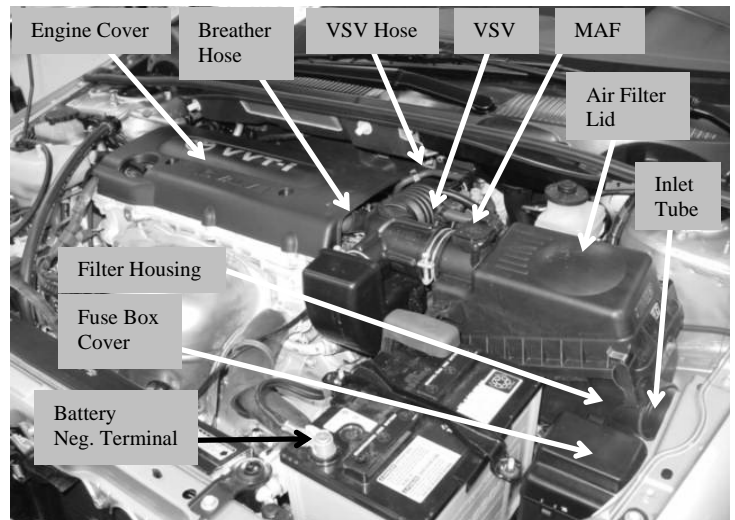 Engine Cover
Breather
Hose
VSV Hose
VSV
MAF
Air Filter
Lid
Inlet
Tube
VVT-i
Filter Housing
Fuse Box
Cover
Battery
Neg. Terminal